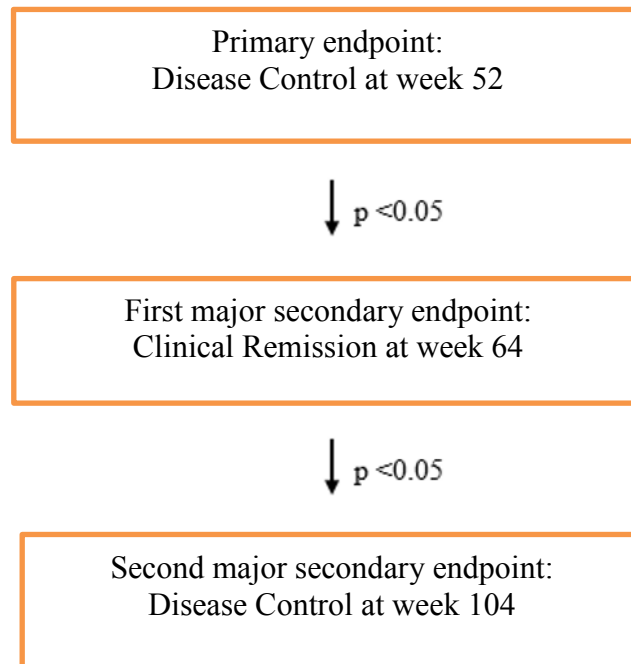 Primary endpoint:
Disease Control at week 52
p <0.05
First major secondary endpoint:
Clinical Remission at week 64
p <0.05
Second major secondary endpoint:
Disease Control at week 104